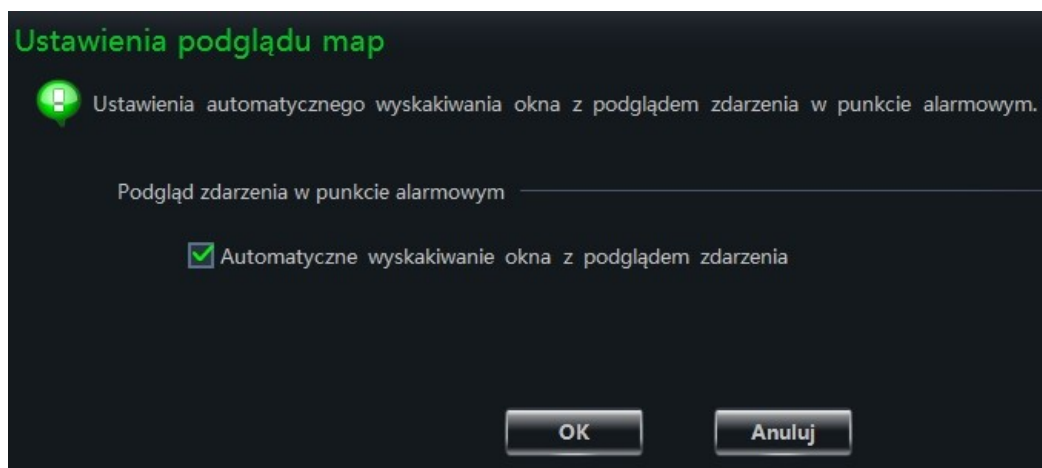 Ustawienia podglądu map
Ustawienia automatycznego wyskakiwania okna z podglądem zdarzenia w punkcie alarmowym.
Podgląd zdarzenia w punkcie alarmowym
Automatyczne wyskakiwanie okna z podglądem zdarzenia
OK Anuluj